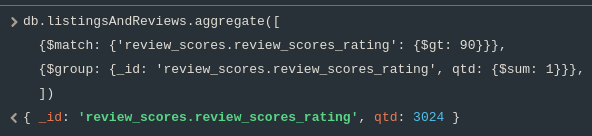 > db.listingsAndReviews.aggregate([
{$match: {'review_scores.review_scores_rating': {$gt: 90}}},
{$group: {_id: 'review_scores.review_scores_rating', qtd: {$sum: 1}}},
])
< { _id: 'review_scores.review_scores_rating', qtd: 3024 }